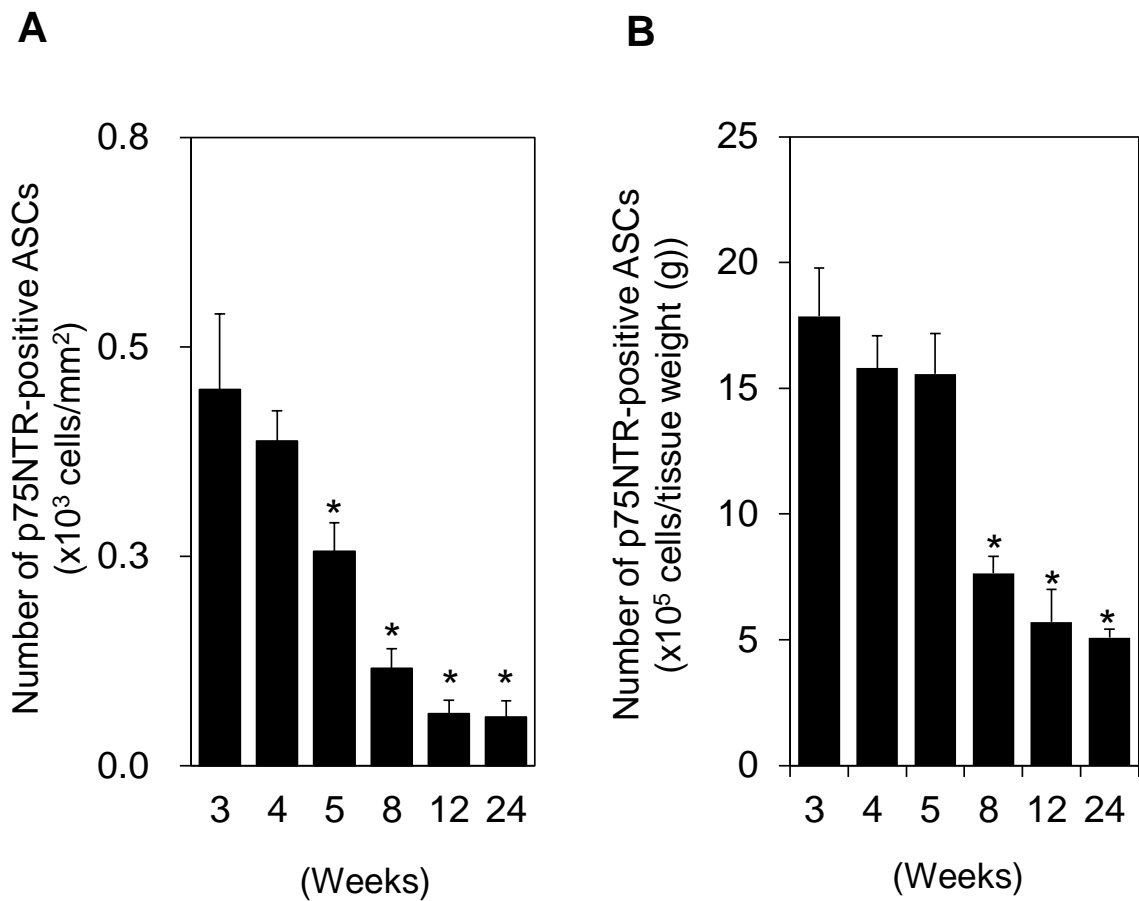 A
Number of p75NTR-positive ASCs
(x10³ cells/mm²)
0.8
0.5
0.3
0.0
*
*
*
*
3 4 5 8 12 24
(Weeks)
B
Number of p75NTR-positive ASCs
(x10⁵ cells/tissue weight (g))
25
20
15
10
5
0
*
*
*
3 4 5 8 12 24
(Weeks)